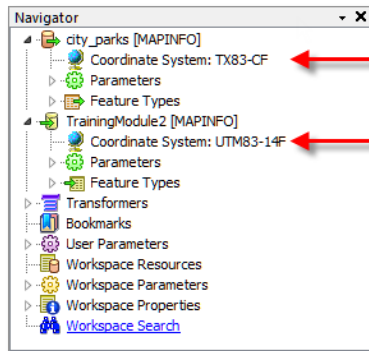 Navigator
city_parks [MAPINFO]
Coordinate System: TX83-CF
Parameters
Feature Types
TrainingModule2 [MAPINFO]
Coordinate System: UTM83-14F
Parameters
Feature Types
Transformers
Bookmarks
User Parameters
Workspace Resources
Workspace Parameters
Workspace Properties
Workspace Search